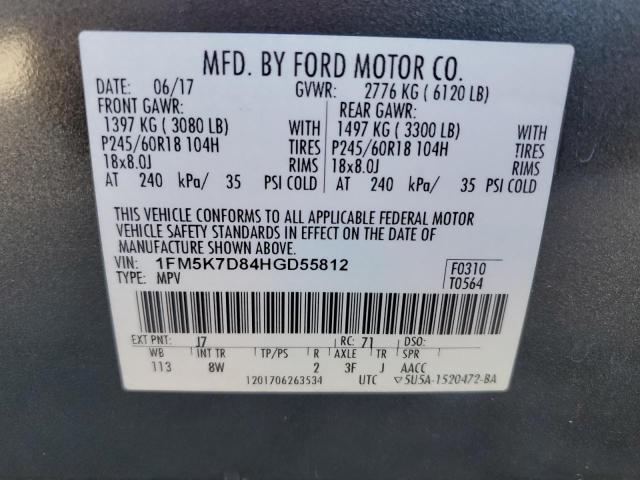 MFD. BY FORD MOTOR CO.
DATE: 06/17 GVWR: 2776 KG ( 6120 LB)
FRONT GAWR: REAR GAWR:
1397 KG ( 3080 LB) WITH 1497 KG ( 3300 LB) WITH
P245/60R18 104H TIRES P245/60R18 104H TIRES
18x8.0J RIMS 18x8.0J RIMS
AT 240 kPa/ 35 PSI COLD AT 240 kPa/ 35 PSI COLD
THIS VEHICLE CONFORMS TO ALL APPLICABLE FEDERAL MOTOR
VEHICLE SAFETY STANDARDS IN EFFECT ON THE DATE OF
MANUFACTURE SHOWN ABOVE.
VIN: 1FM5K7D84HGD55812 F0310
TYPE: MPV T0564
EXT PNT: J7 RC: 71 DSO:
WB INT TR TP/PS R AXLE TR SPR
113 8W 2 3F J AACC
1201706263534 UTC ▽5U5A-1520472-BA